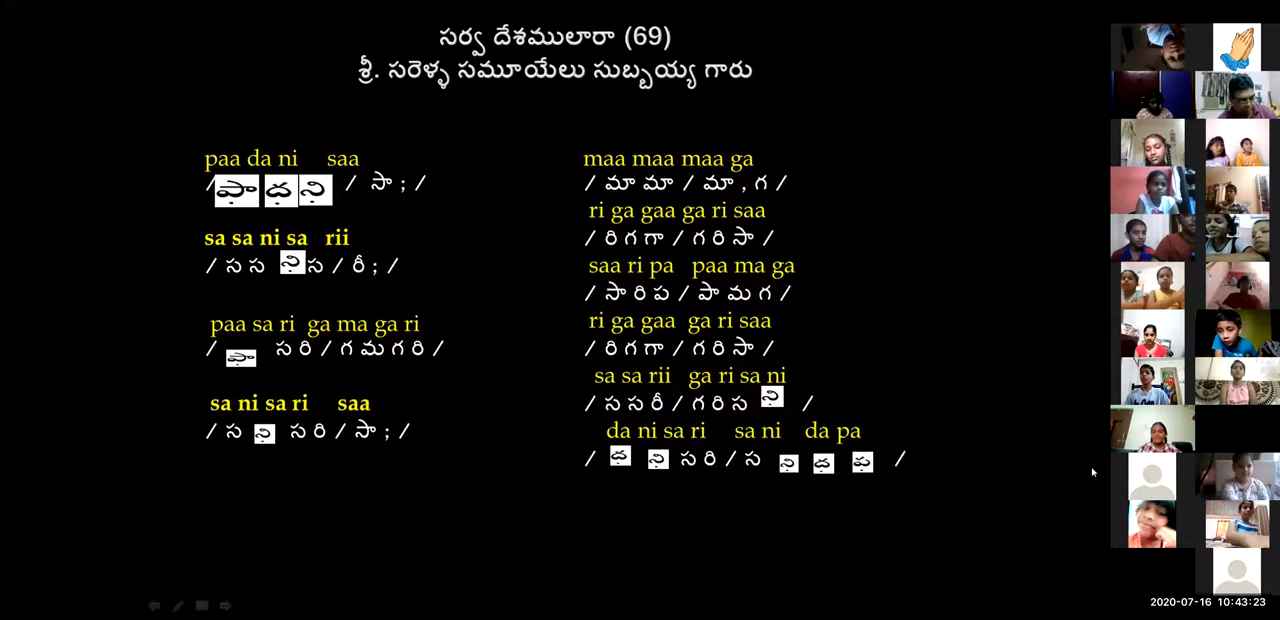 సర్వ దేశములారా (69)
శ్రీ. సరెళ్ళ సమూయేలు సుబ్బయ్య గారు
paa da ni saa
/ పా̣ ధ̣ ని̣ / సా ; /
sa sa ni sa rii
/ స స ని̣ స / రీ ; /
paa sa ri ga ma ga ri
/ పా̣ స రి / గ మ గ రి /
sa ni sa ri saa
/ స ని̣ స రి / సా ; /
maa maa maa ga
/ మా మా / మా , గ /
ri ga gaa ga ri saa
/ రి గ గా / గ రి సా /
saa ri pa paa ma ga
/ సా రి ప / పా మ గ /
ri ga gaa ga ri saa
/ రి గ గా / గ రి సా /
sa sa rii ga ri sa ni
/ స స రీ / గ రి స ని̣ /
da ni sa ri sa ni da pa
/ ధ̣ ని̣ స రి / స ని̣ ధ̣ ప̣ /
2020-07-16 10:43:23